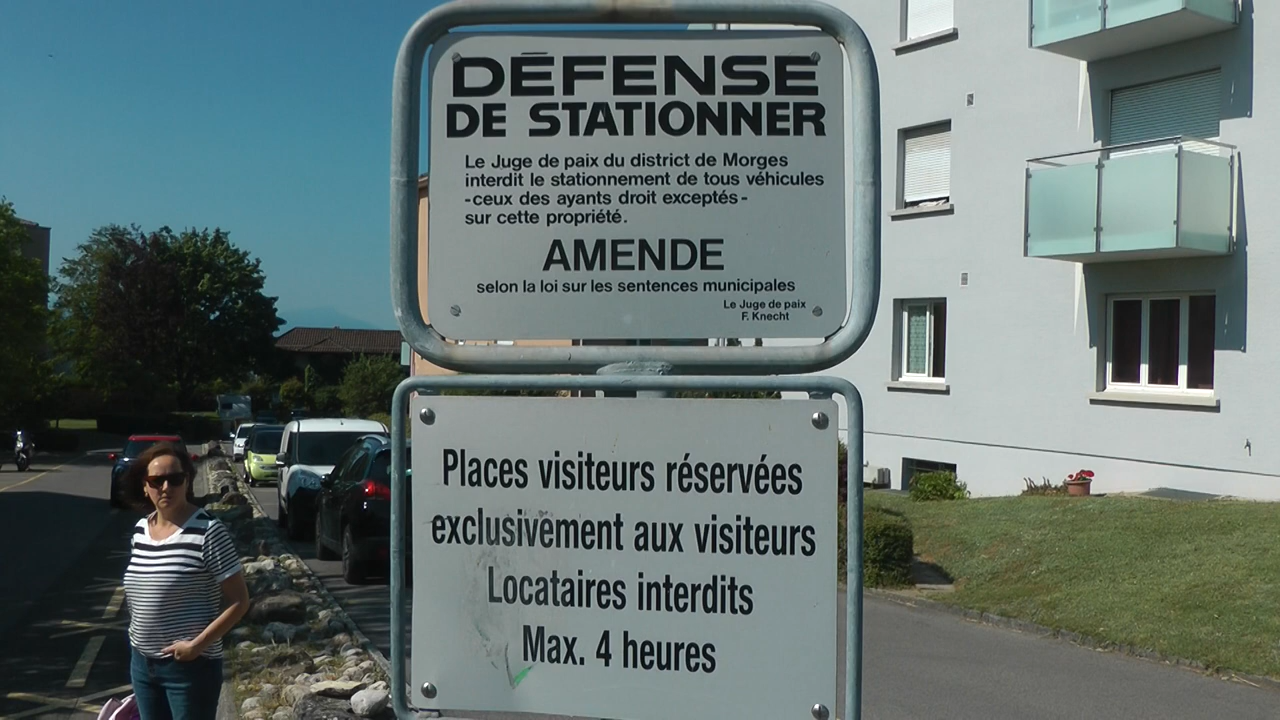 DÉFENSE
DE STATIONNER
Le Juge de paix du district de Morges
interdit le stationnement de tous véhicules
-ceux des ayants droit exceptés-
sur cette propriété.
AMENDE
selon la loi sur les sentences municipales
Le Juge de paix
F. Knecht
Places visiteurs réservées
exclusivement aux visiteurs
Locataires interdits
Max. 4 heures